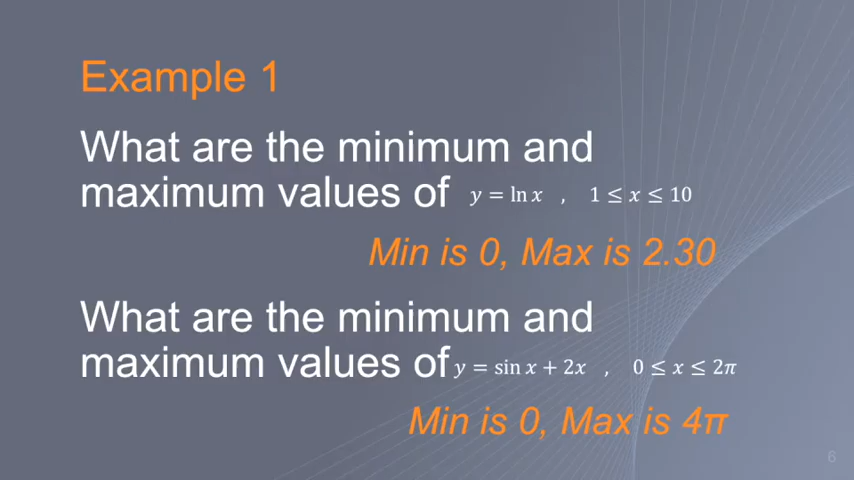 Example 1
What are the minimum and
maximum values of y = ln x , 1 ≤ x ≤ 10
Min is 0, Max is 2.30
What are the minimum and
maximum values of y = sin x + 2x , 0 ≤ x ≤ 2π
Min is 0, Max is 4π
6